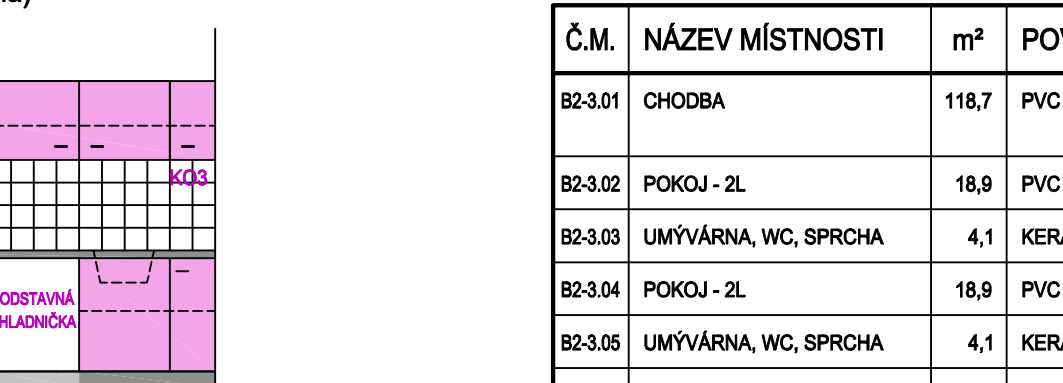 KO3
HLADNIČKA
Č.M. NÁZEV MÍSTNOSTI m²
B2-3.01 CHODBA 118,7 PVC
B2-3.02 POKOJ - 2L 18,9 PVC
B2-3.03 UMÝVÁRNA, WC, SPRCHA 4,1
B2-3.04 POKOJ - 2L 18,9 PVC
B2-3.05 UMÝVÁRNA, WC, SPRCHA 4,1